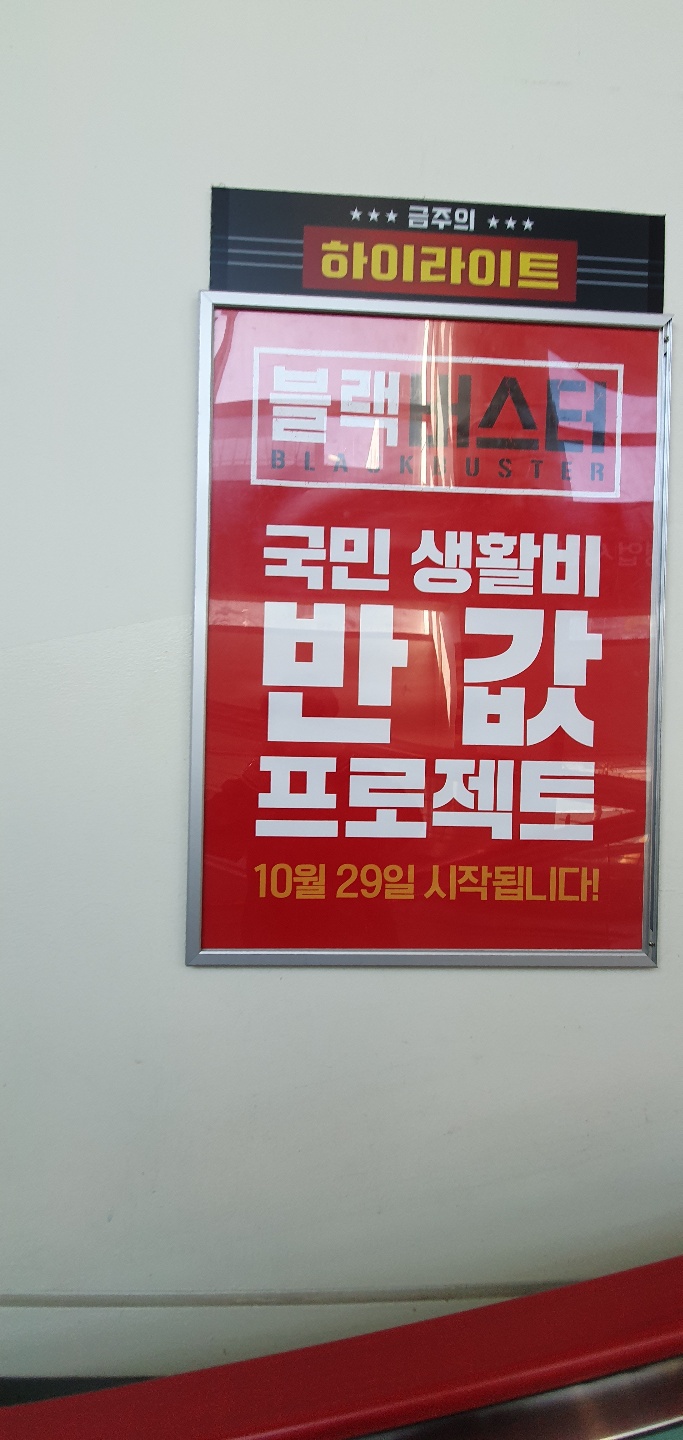 ★★★ 금주의 ★★★
하이라이트
블랙버스터
BLACKBUSTER
국민 생활비
반 값
프로젝트
10월 29일 시작됩니다!